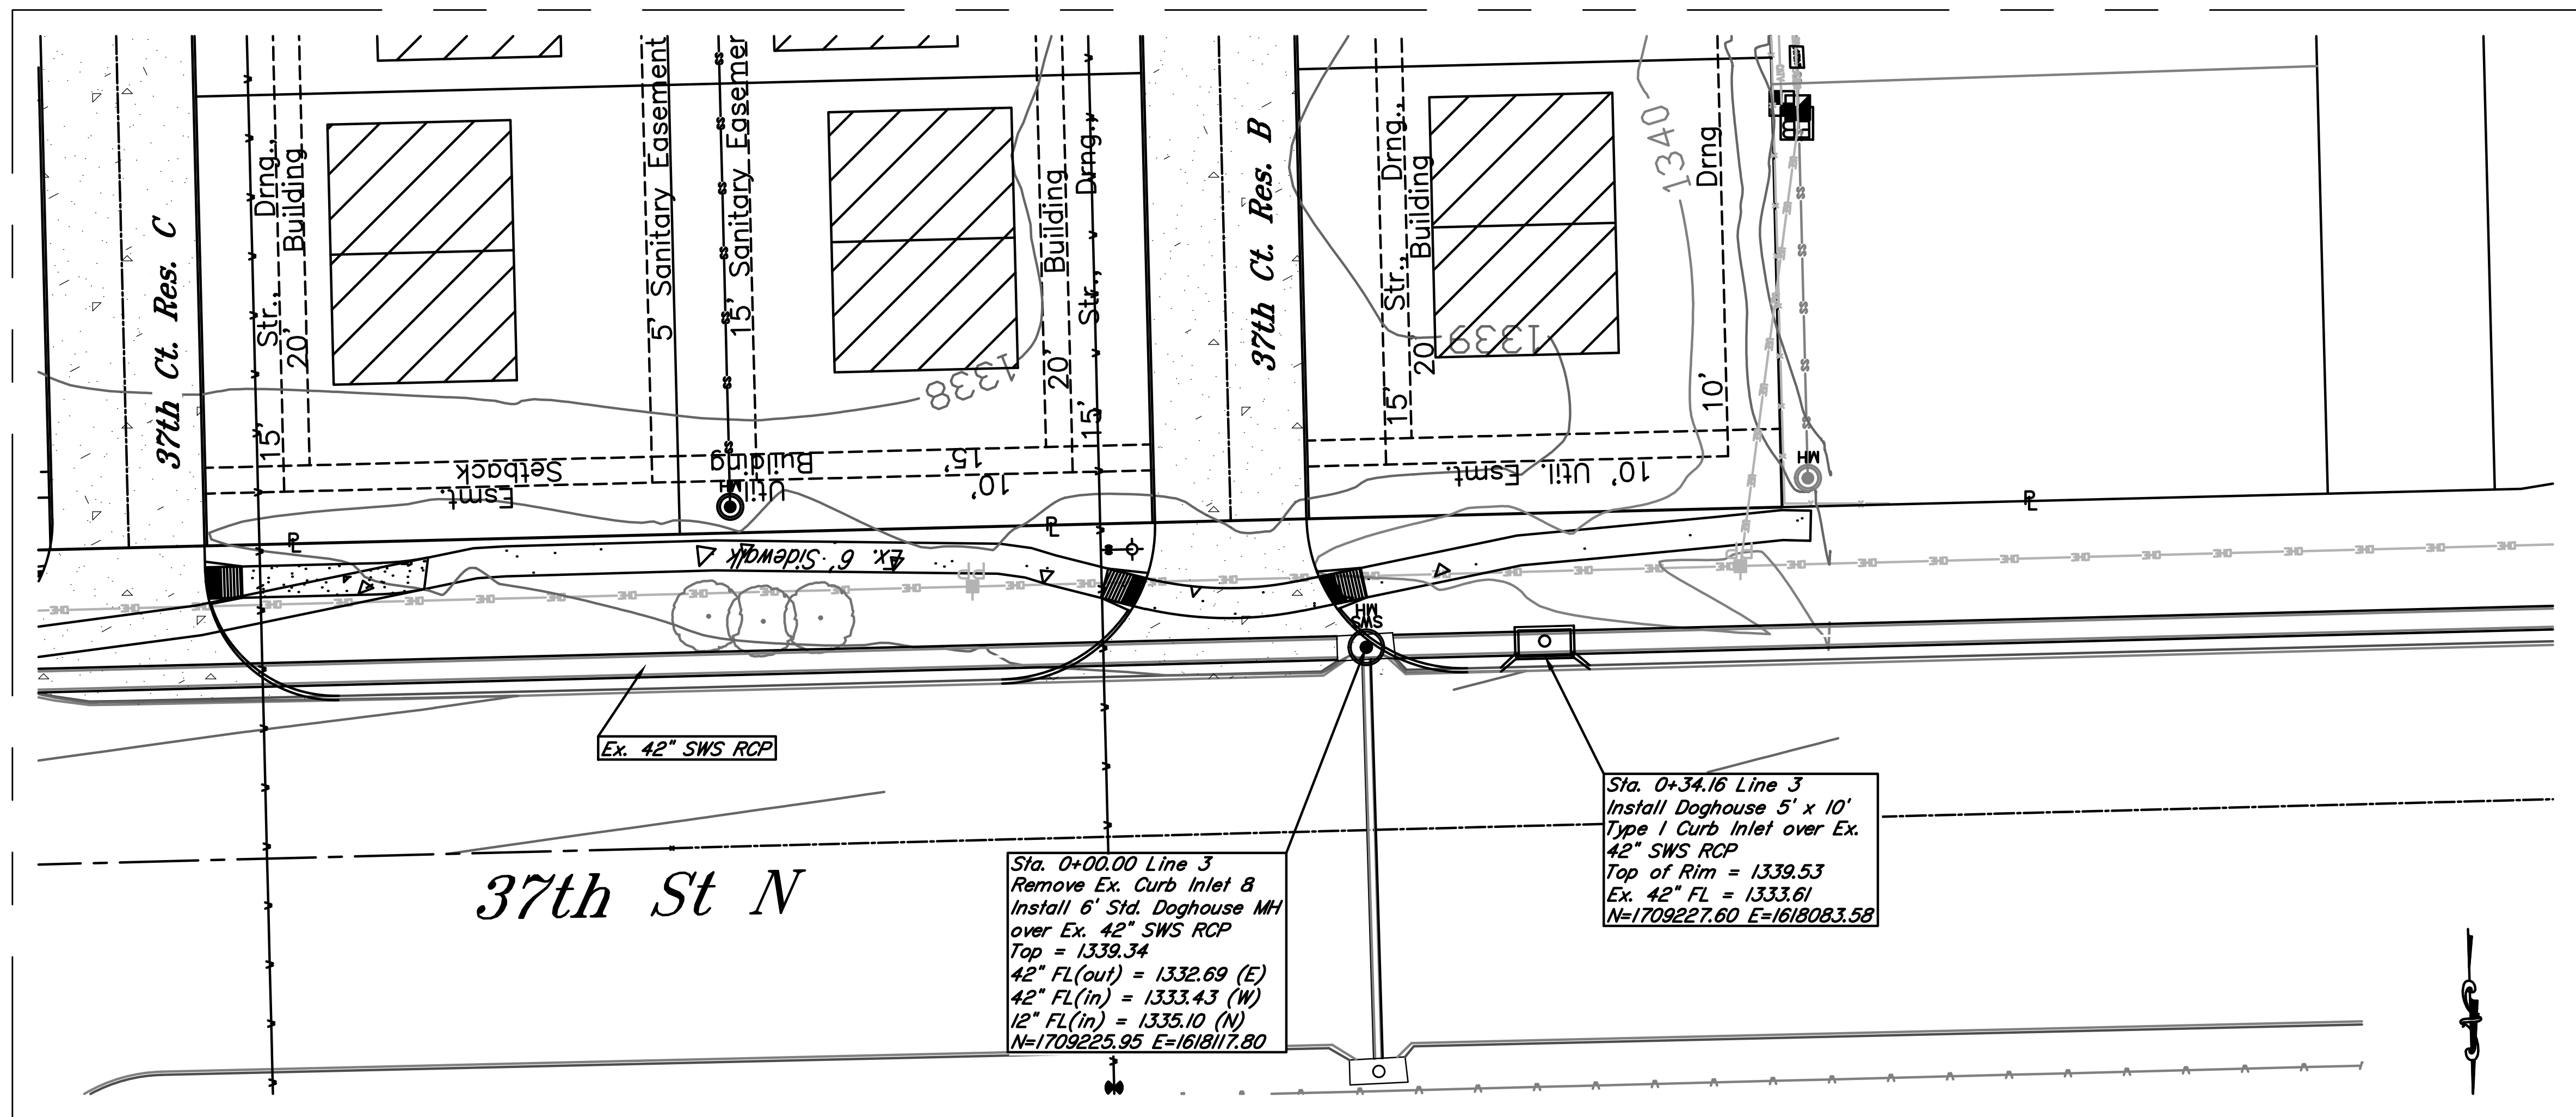 37th Ct. Res. C
15' Str., Drng.,
20' Building
5' Sanitary Easement
15' Sanitary Easemen
20' Building
15' Str., Drng.,
37th Ct. Res. B
15' Str., Drng.,
20' Building
1340
10' Drng
1339
1338
15' Building Setback
10' Util. Esmt.
10' Util. Esmt.
MH
MH
Ex. 6' Sidewalk
PP
PP
SWS
MH
Ex. 42" SWS RCP
37th St N
Sta. 0+00.00 Line 3
Remove Ex. Curb Inlet &
Install 6' Std. Doghouse MH
over Ex. 42" SWS RCP
Top = 1339.34
42" FL(out) = 1332.69 (E)
42" FL(in) = 1333.43 (W)
12" FL(in) = 1335.10 (N)
N=1709225.95 E=1618117.80
Sta. 0+34.16 Line 3
Install Doghouse 5' x 10'
Type 1 Curb Inlet over Ex.
42" SWS RCP
Top of Rim = 1339.53
Ex. 42" FL = 1333.61
N=1709227.60 E=1618083.58